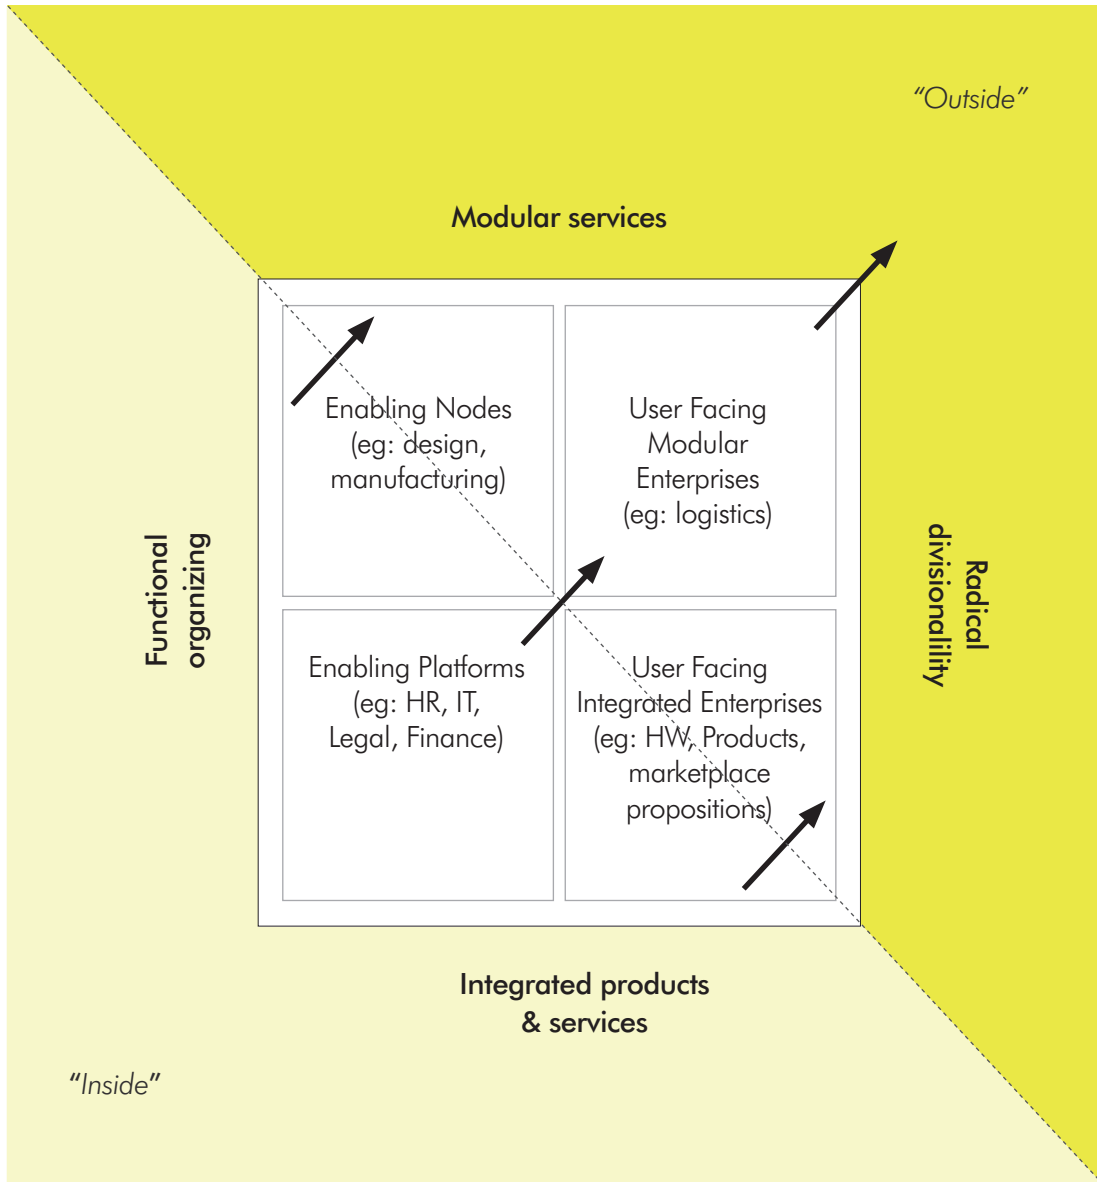 “Outside”
Modular services
Enabling Nodes
(eg: design,
manufacturing)
User Facing
Modular
Enterprises
(eg: logistics)
Functional
organizing
Radical
divisionalility
Enabling Platforms
(eg: HR, IT,
Legal, Finance)
User Facing
Integrated Enterprises
(eg: HW, Products,
marketplace
propositions)
Integrated products
& services
“Inside”